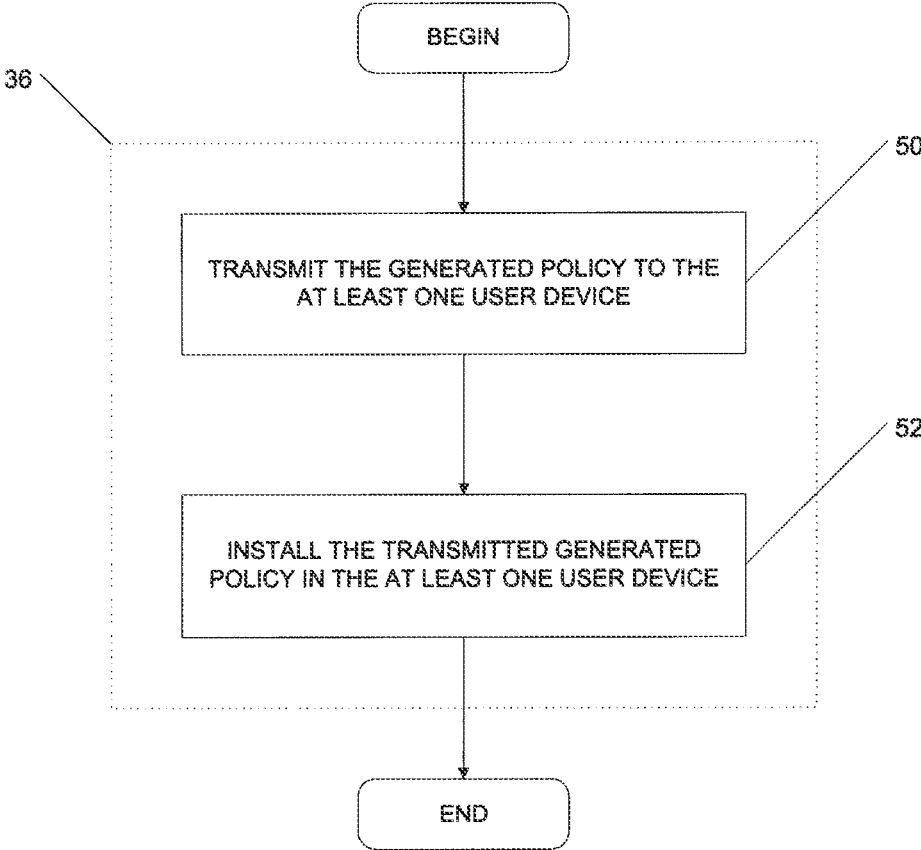 BEGIN
36
50
TRANSMIT THE GENERATED POLICY TO THE
AT LEAST ONE USER DEVICE
52
INSTALL THE TRANSMITTED GENERATED
POLICY IN THE AT LEAST ONE USER DEVICE
END